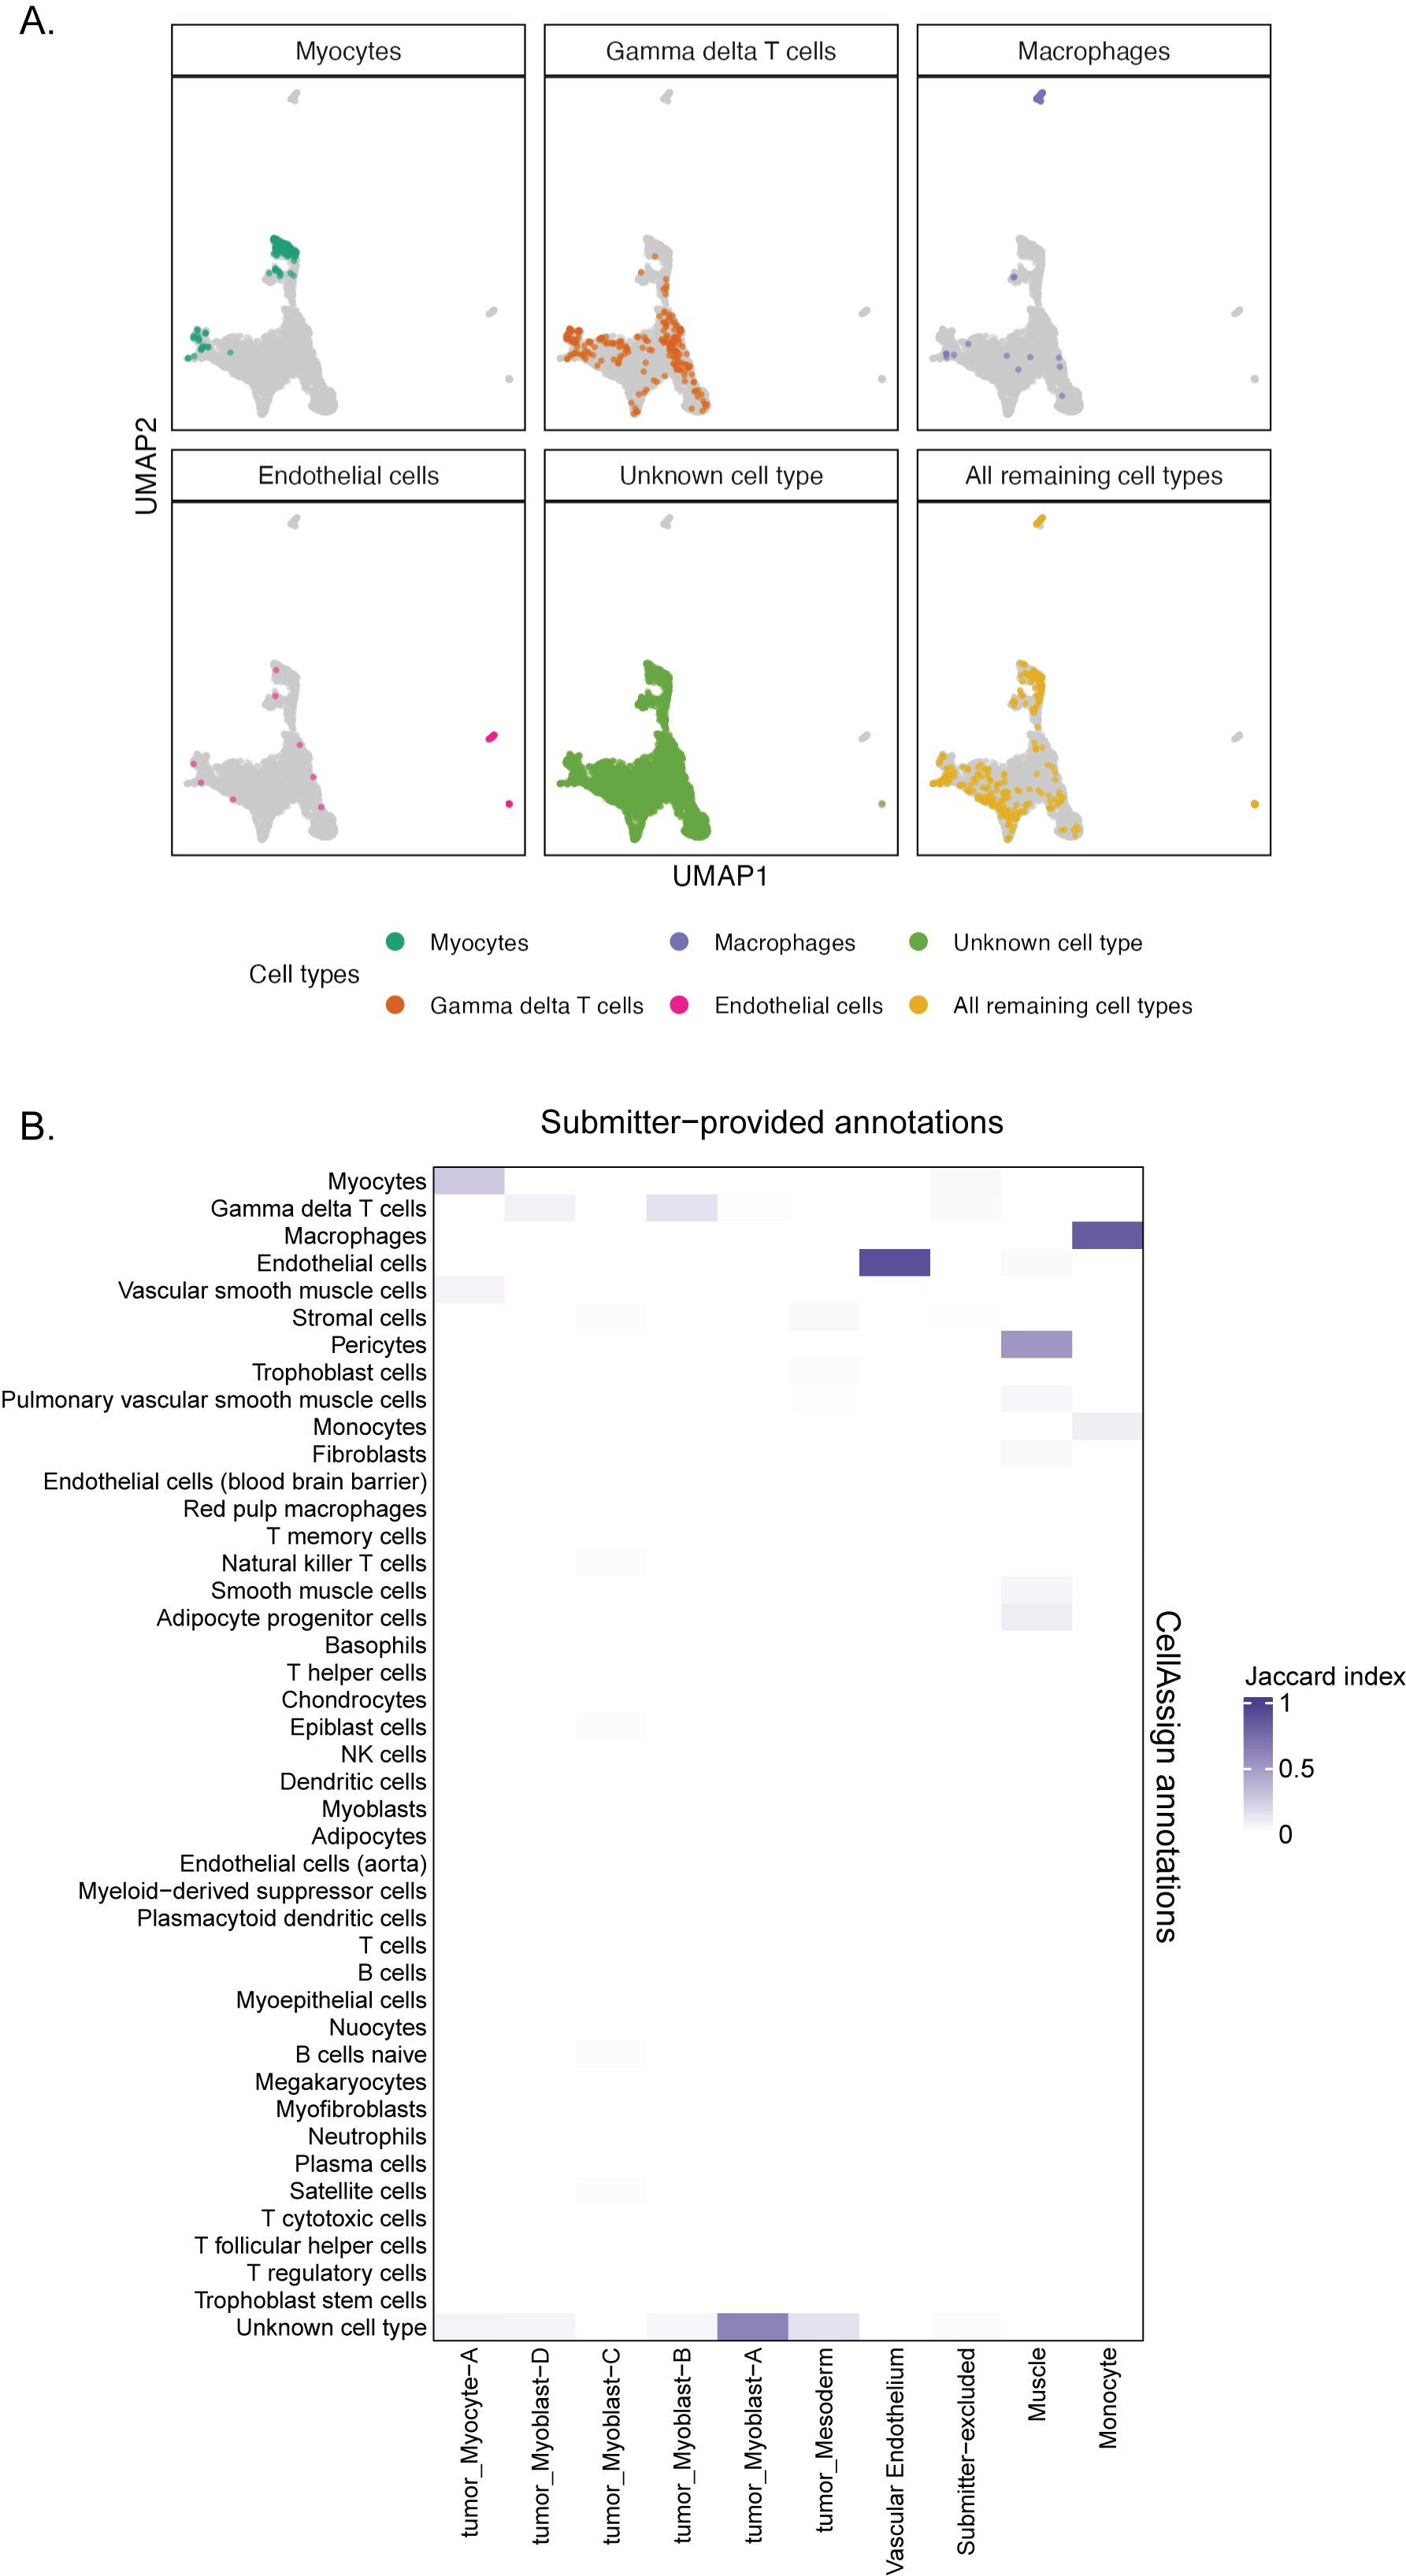 A.
Myocytes
Gamma delta T cells
Macrophages
Endothelial cells
Unknown cell type
All remaining cell types
UMAP2
UMAP1
Cell types
Myocytes
Macrophages
Unknown cell type
Gamma delta T cells
Endothelial cells
All remaining cell types
B.
Submitter−provided annotations
Myocytes
Gamma delta T cells
Macrophages
Endothelial cells
Vascular smooth muscle cells
Stromal cells
Pericytes
Trophoblast cells
Pulmonary vascular smooth muscle cells
Monocytes
Fibroblasts
Endothelial cells (blood brain barrier)
Red pulp macrophages
T memory cells
Natural killer T cells
Smooth muscle cells
Adipocyte progenitor cells
Basophils
T helper cells
Chondrocytes
Epiblast cells
NK cells
Dendritic cells
Myoblasts
Adipocytes
Endothelial cells (aorta)
Myeloid−derived suppressor cells
Plasmacytoid dendritic cells
T cells
B cells
Myoepithelial cells
Nuocytes
B cells naive
Megakaryocytes
Myofibroblasts
Neutrophils
Plasma cells
Satellite cells
T cytotoxic cells
T follicular helper cells
T regulatory cells
Trophoblast stem cells
Unknown cell type
CellAssign annotations
Jaccard index
1
0.5
0
tumor_Myocyte−A
tumor_Myoblast−D
tumor_Myoblast−C
tumor_Myoblast−B
tumor_Myoblast−A
tumor_Mesoderm
Vascular Endothelium
Submitter−excluded
Muscle
Monocyte